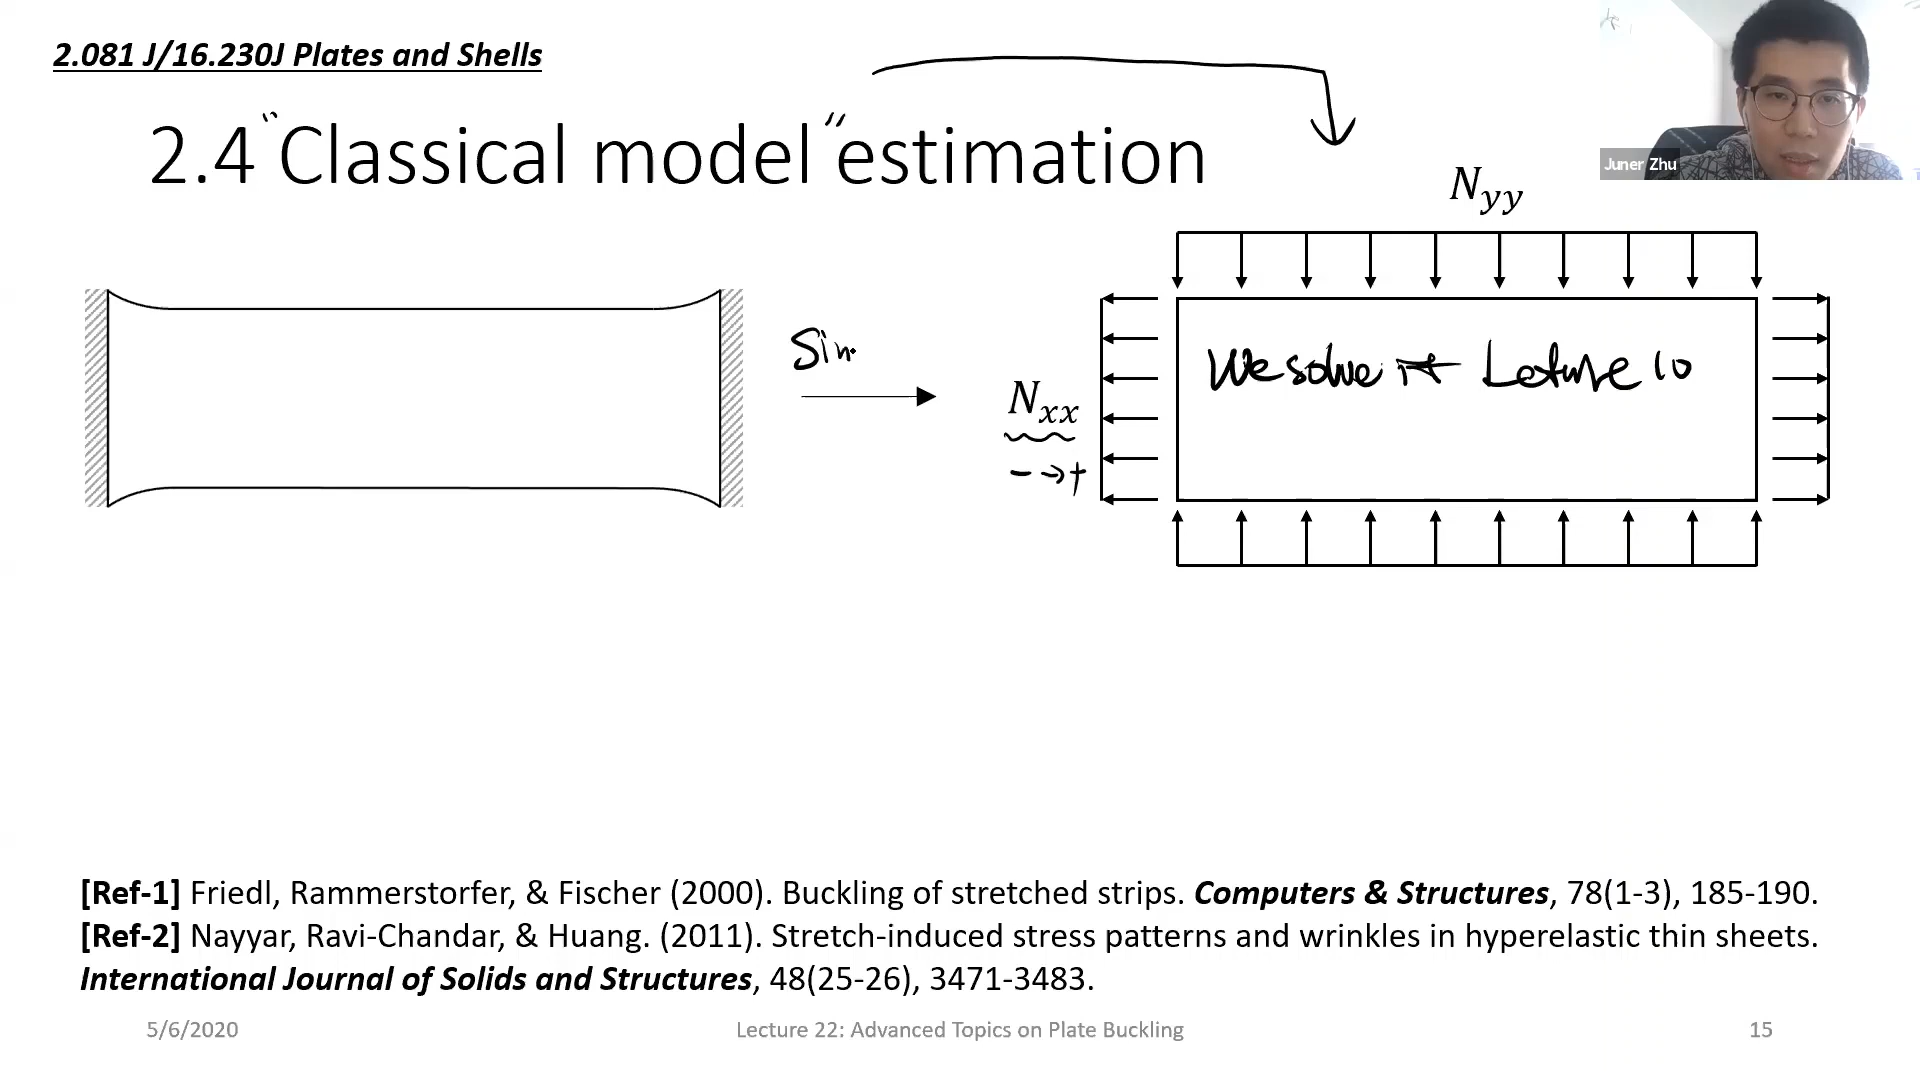 2.081 J/16.230J Plates and Shells
2.4 "Classical model" estimation
Juner Zhu
N_yy
Sim.
N_xx
- → +
We solve it Lecture 10
[Ref-1] Friedl, Rammerstorfer, & Fischer (2000). Buckling of stretched strips. Computers & Structures, 78(1-3), 185-190.
[Ref-2] Nayyar, Ravi-Chandar, & Huang. (2011). Stretch-induced stress patterns and wrinkles in hyperelastic thin sheets.
International Journal of Solids and Structures, 48(25-26), 3471-3483.
5/6/2020
Lecture 22: Advanced Topics on Plate Buckling
15